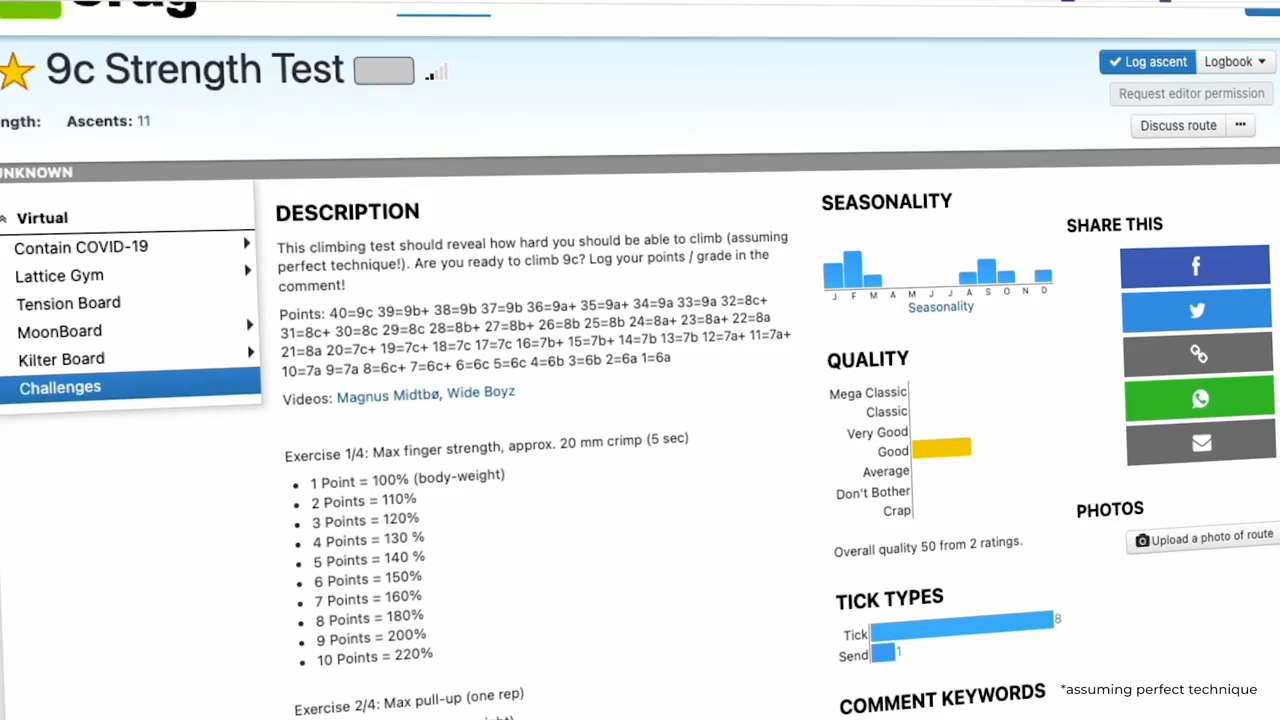 9c Strength Test
Log ascent
Logbook
Request editor permission
Ascents: 11
Discuss route
Virtual
Contain COVID-19
Lattice Gym
Tension Board
MoonBoard
Kilter Board
Challenges
DESCRIPTION
This climbing test should reveal how hard you should be able to climb (assuming
perfect technique!). Are you ready to climb 9c? Log your points / grade in the
comment!
Points: 40=9c 39=9b+ 38=9b 37=9b 36=9a+ 35=9a+ 34=9a 33=9a 32=8c+
31=8c+ 30=8c 29=8c 28=8b+ 27=8b+ 26=8b 25=8b 24=8a+ 23=8a+ 22=8a
21=8a 20=7c+ 19=7c+ 18=7c 17=7c 16=7b+ 15=7b+ 14=7b 13=7b 12=7a+ 11=7a+
10=7a 9=7a 8=6c+ 7=6c+ 6=6c 5=6c 4=6b 3=6b 2=6a 1=6a
Videos: Magnus Midtbø, Wide Boyz
Exercise 1/4: Max finger strength, approx. 20 mm crimp (5 sec)
• 1 Point = 100% (body-weight)
• 2 Points = 110%
• 3 Points = 120%
• 4 Points = 130 %
• 5 Points = 140 %
• 6 Points = 150%
• 7 Points = 160%
• 8 Points = 180%
• 9 Points = 200%
• 10 Points = 220%
Exercise 2/4: Max pull-up (one rep)
SEASONALITY
J F M A M J J A S O N D
Seasonality
QUALITY
Mega Classic
Classic
Very Good
Good
Average
Don't Bother
Crap
Overall quality 50 from 2 ratings.
TICK TYPES
Tick 8
Send 1
COMMENT KEYWORDS
SHARE THIS
PHOTOS
Upload a photo of route
*assuming perfect technique